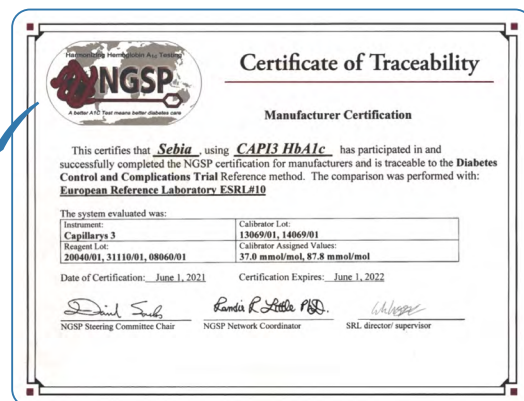 Harmonizing Hemoglobin A1c Testing
NGSP
A better A1C Test means better diabetes care
Certificate of Traceability
Manufacturer Certification
This certifies that Sebia , using CAPI3 HbA1c has participated in and
successfully completed the NGSP certification for manufacturers and is traceable to the Diabetes
Control and Complications Trial Reference method. The comparison was performed with:
European Reference Laboratory ESRL#10
The system evaluated was:
Instrument:
Capillarys 3
Calibrator Lot:
13069/01, 14069/01
Reagent Lot:
20040/01, 31110/01, 08060/01
Calibrator Assigned Values:
37.0 mmol/mol, 87.8 mmol/mol
Date of Certification: June 1, 2021 Certification Expires: June 1, 2022
David Sacks
Randie R Little PhD.
NGSP Steering Committee Chair
NGSP Network Coordinator
SRL director/ supervisor